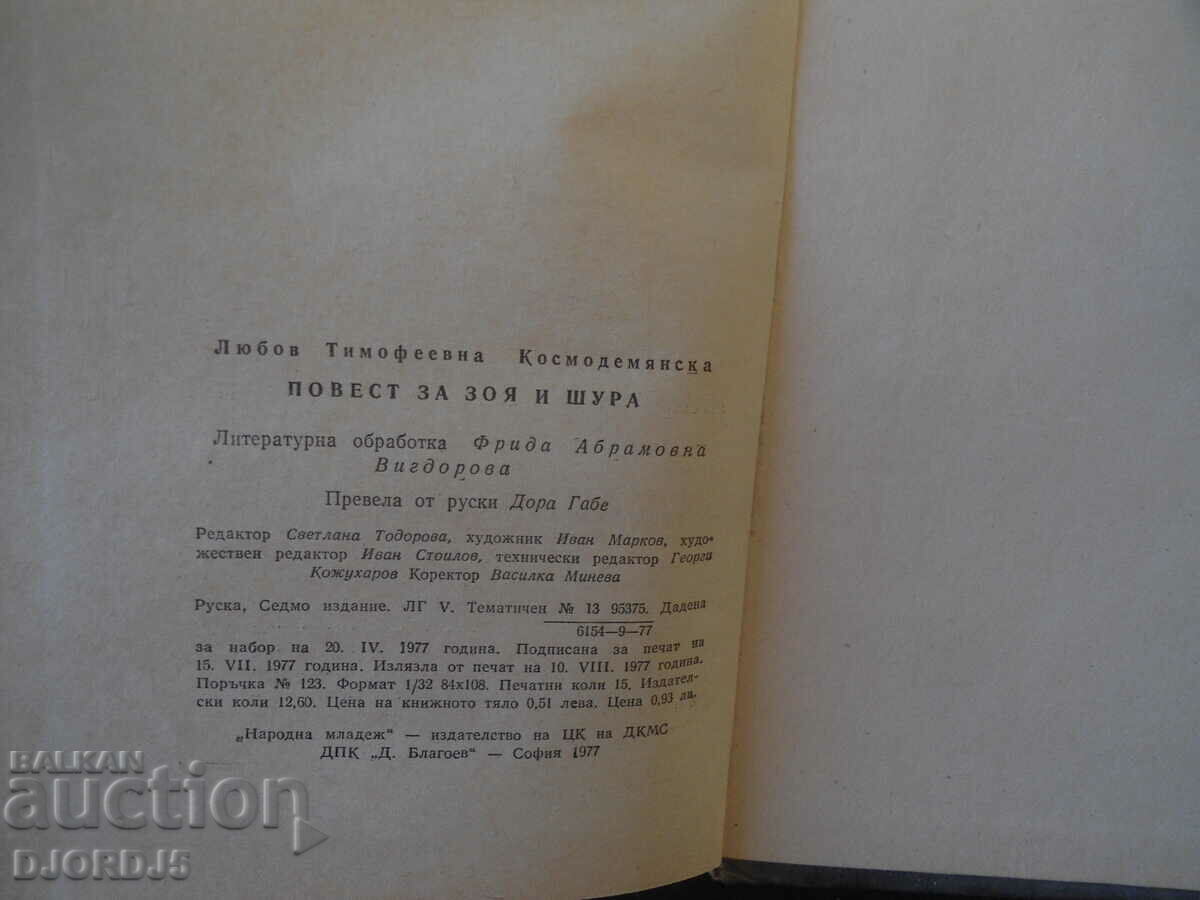 Любов Тимофеевна Космодемянска
ПОВЕСТ ЗА ЗОЯ И ШУРА
Литературна обработка Фрида Абрамовна
Вигдорова
Превела от руски Дора Габе
Редактор Светлана Тодорова, художник Иван Марков, худо-
жествен редактор Иван Стоилов, технически редактор Георги
Кожухаров Коректор Василка Минева
Руска, Седмо издание. ЛГ V. Тематичен № 13 95375. Дадена
6154—9—77
за набор на 20. IV. 1977 година. Подписана за печат на
15. VII. 1977 година. Излязла от печат на 10. VIII. 1977 година.
Поръчка № 123. Формат 1/32 84х108. Печатни коли 15. Издател-
ски коли 12,60. Цена на книжното тяло 0,51 лева. Цена 0,93 лв.
„Народна младеж“ — издателство на ЦК на ДКМС
ДПК „Д. Благоев“ — София 1977
BALKAN
auction
DJORDJ5